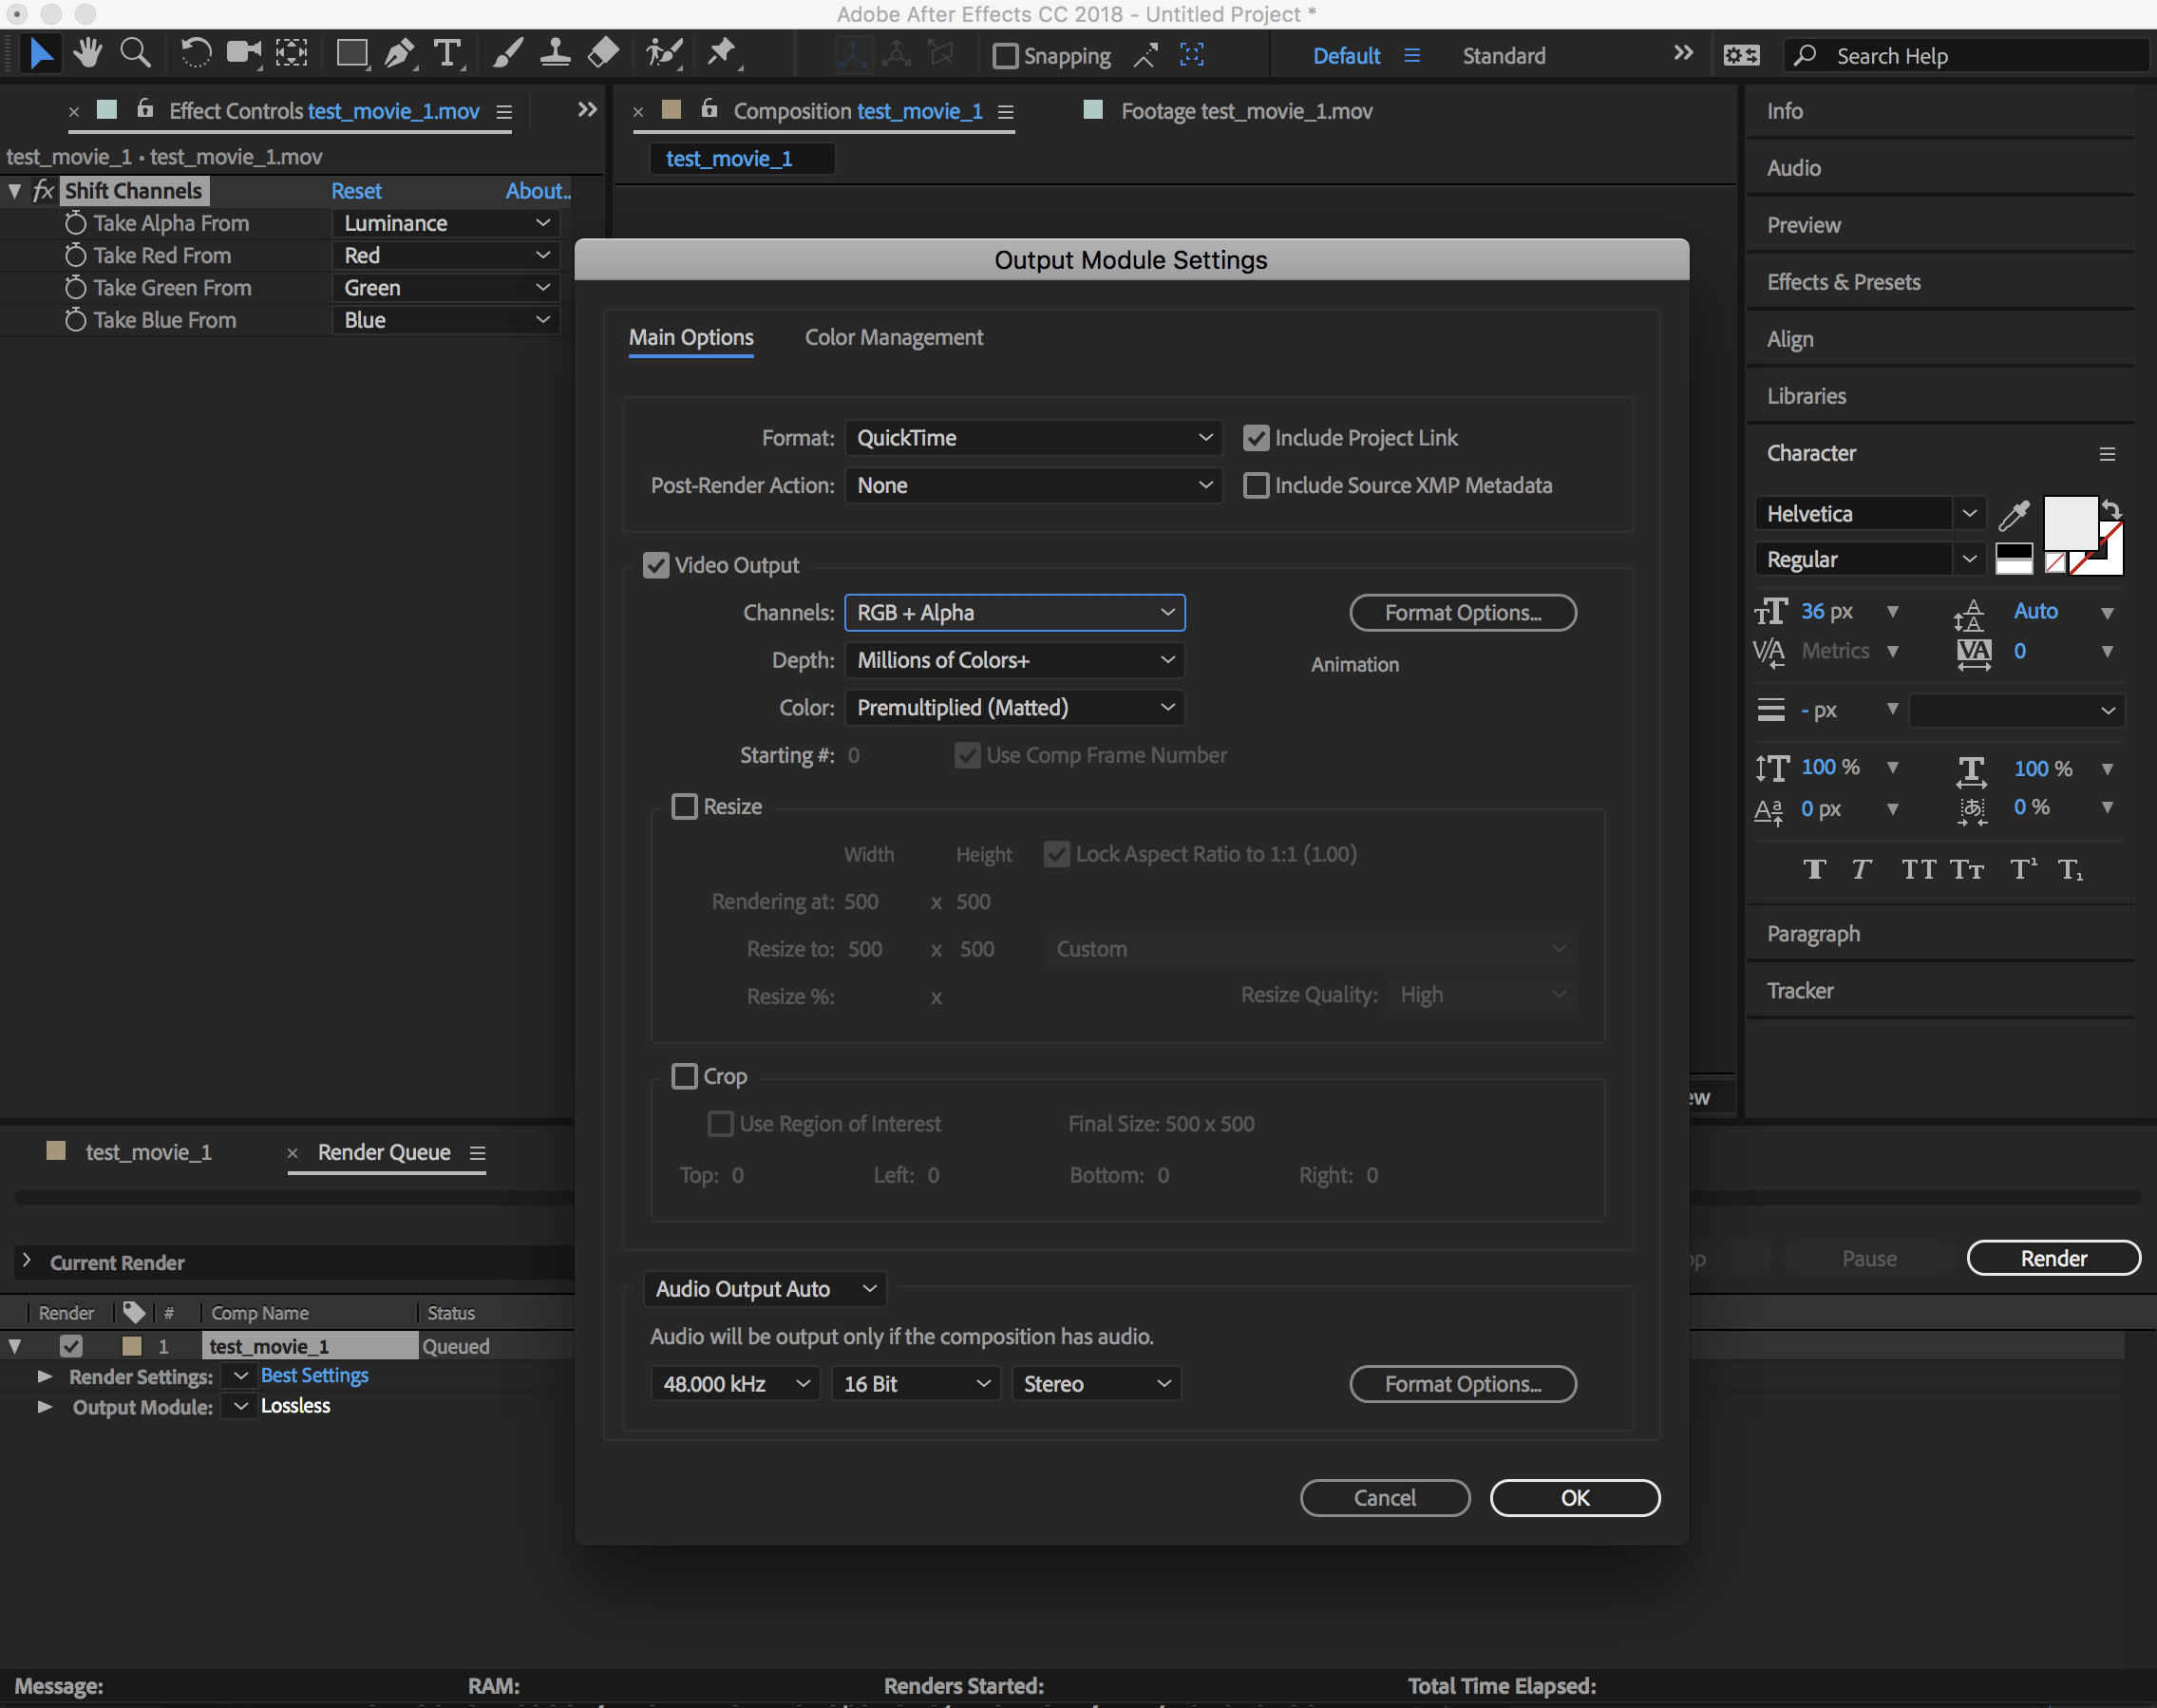 Adobe After Effects CC 2018 - Untitled Project *
Snapping
Default
Standard
Search Help
Effect Controls test_movie_1.mov
Composition test_movie_1
Footage test_movie_1.mov
test_movie_1 • test_movie_1.mov
test_movie_1
fx Shift Channels
Reset
About..
Take Alpha From Luminance
Take Red From Red
Take Green From Green
Take Blue From Blue
Output Module Settings
Main Options
Color Management
Format: QuickTime
Include Project Link
Post-Render Action: None
Include Source XMP Metadata
Video Output
Channels: RGB + Alpha
Format Options...
Depth: Millions of Colors+
Animation
Color: Premultiplied (Matted)
Starting #: 0
Use Comp Frame Number
Resize
Width Height
Lock Aspect Ratio to 1:1 (1.00)
Rendering at: 500 x 500
Resize to: 500 x 500
Custom
Resize %: x
Resize Quality: High
Crop
Use Region of Interest
Final Size: 500 x 500
Top: 0 Left: 0 Bottom: 0 Right: 0
Audio Output Auto
Audio will be output only if the composition has audio.
48.000 kHz
16 Bit
Stereo
Format Options...
Cancel
OK
Info
Audio
Preview
Effects & Presets
Align
Libraries
Character
Helvetica
Regular
36 px
Auto
Metrics
0
- px
100 %
100 %
0 px
0 %
Paragraph
Tracker
test_movie_1
Render Queue
Current Render
Pause
Render
Render # Comp Name Status
1 test_movie_1 Queued
Render Settings: Best Settings
Output Module: Lossless
Message:
RAM:
Renders Started:
Total Time Elapsed: